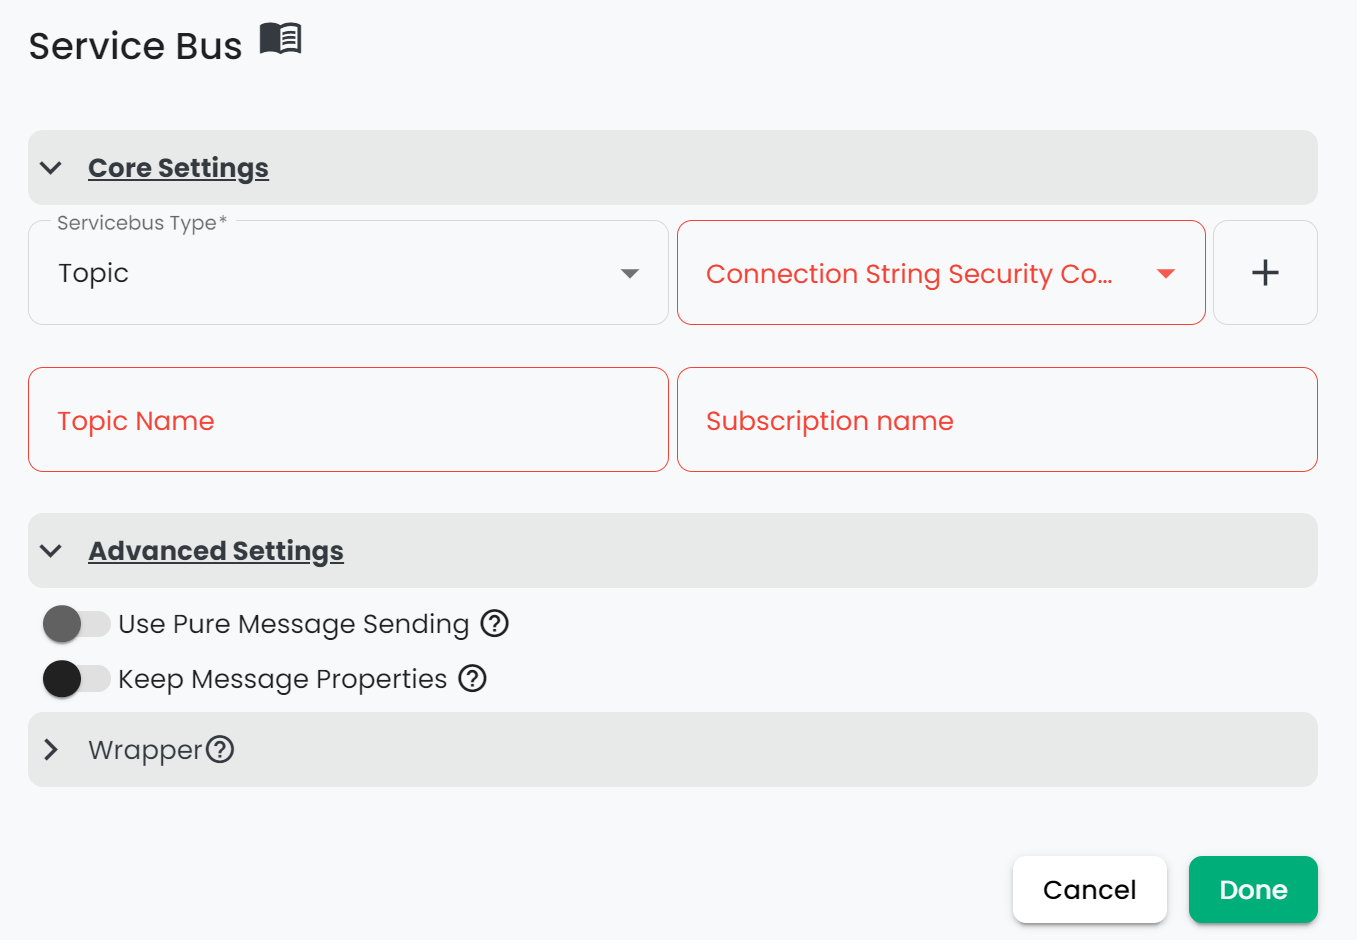 Service Bus
Core Settings
Servicebus Type*
Topic
Connection String Security Co...
Topic Name
Subscription name
Advanced Settings
Use Pure Message Sending
Keep Message Properties
Wrapper
Cancel
Done